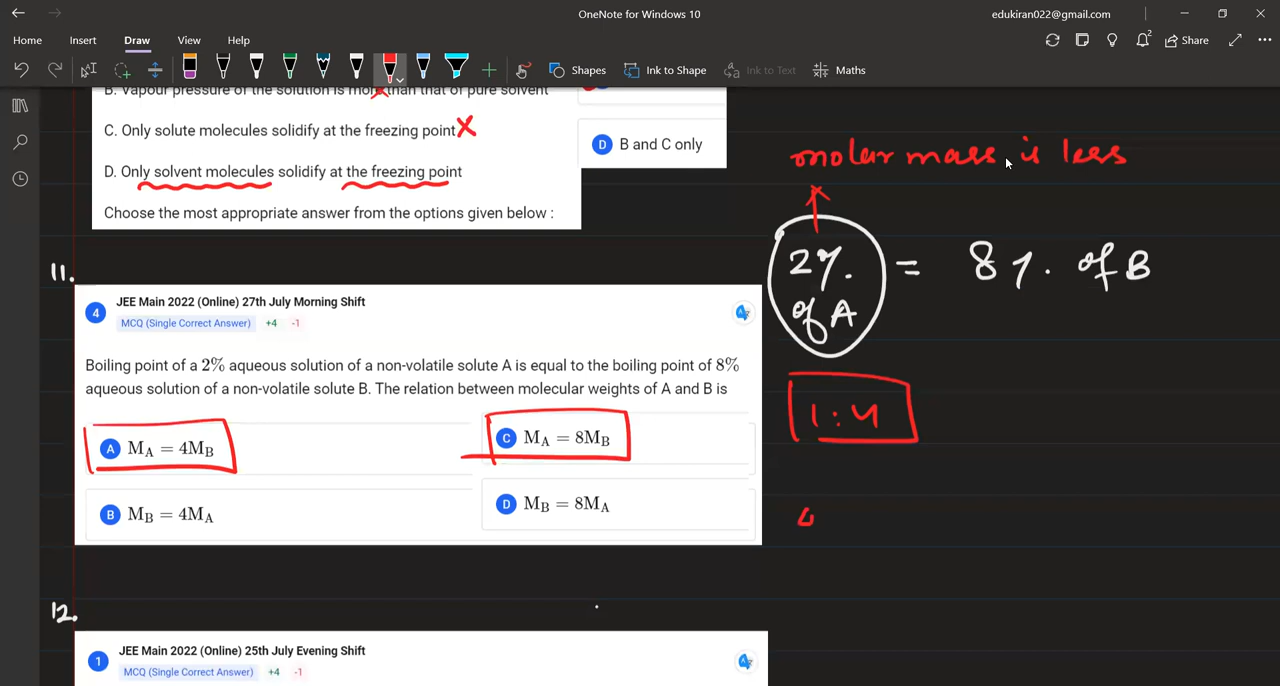 OneNote for Windows 10
edukiran022@gmail.com
Home Insert Draw View Help
Share
Shapes Ink to Shape Ink to Text Maths
B. Vapour pressure of the solution is more than that of pure solvent
C. Only solute molecules solidify at the freezing point
D B and C only
D. Only solvent molecules solidify at the freezing point
Choose the most appropriate answer from the options given below :
molar mass is less
2%. = 8%. of B
of A
11.
4 JEE Main 2022 (Online) 27th July Morning Shift
MCQ (Single Correct Answer) +4 -1
Boiling point of a 2% aqueous solution of a non-volatile solute A is equal to the boiling point of 8%
aqueous solution of a non-volatile solute B. The relation between molecular weights of A and B is
1:4
A M_A = 4M_B
C M_A = 8M_B
B M_B = 4M_A
D M_B = 8M_A
12.
1 JEE Main 2022 (Online) 25th July Evening Shift
MCQ (Single Correct Answer) +4 -1